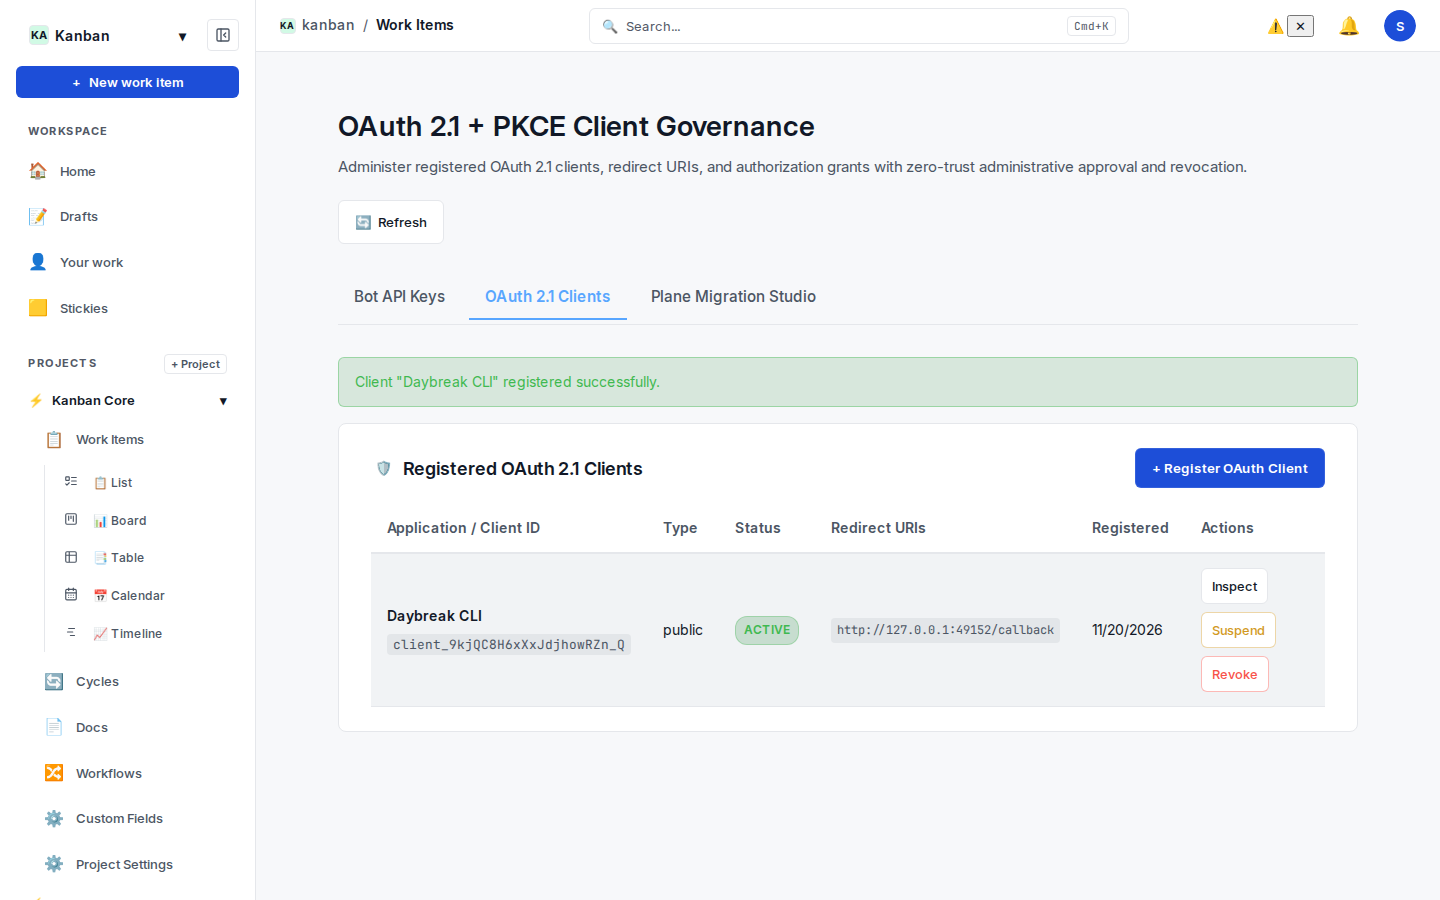 KA Kanban ▾
+ New work item
WORKSPACE
Home
Drafts
Your work
Stickies
PROJECTS
+ Project
Kanban Core ▾
Work Items
List
Board
Table
Calendar
Timeline
Cycles
Docs
Workflows
Custom Fields
Project Settings
KA kanban / Work Items
Search...
Cmd+K
✕
S
OAuth 2.1 + PKCE Client Governance
Administer registered OAuth 2.1 clients, redirect URIs, and authorization grants with zero-trust administrative approval and revocation.
Refresh
Bot API Keys
OAuth 2.1 Clients
Plane Migration Studio
Client "Daybreak CLI" registered successfully.
Registered OAuth 2.1 Clients
+ Register OAuth Client
Application / Client ID
Type
Status
Redirect URIs
Registered
Actions
Daybreak CLI
client_9kjQC8H6xXxJdjhowRZn_Q
public
ACTIVE
http://127.0.0.1:49152/callback
11/20/2026
Inspect
Suspend
Revoke